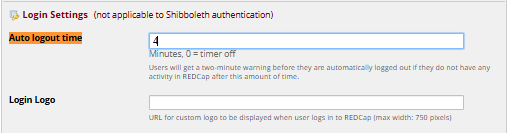 Login Settings (not applicable to Shibboleth authentication)
Auto logout time
4
Minutes, 0 = timer off
Users will get a two-minute warning before they are automatically logged out if they do not have any
activity in REDCap after this amount of time.
Login Logo
URL for custom logo to be displayed when user logs in to REDCap (max width: 750 pixels)